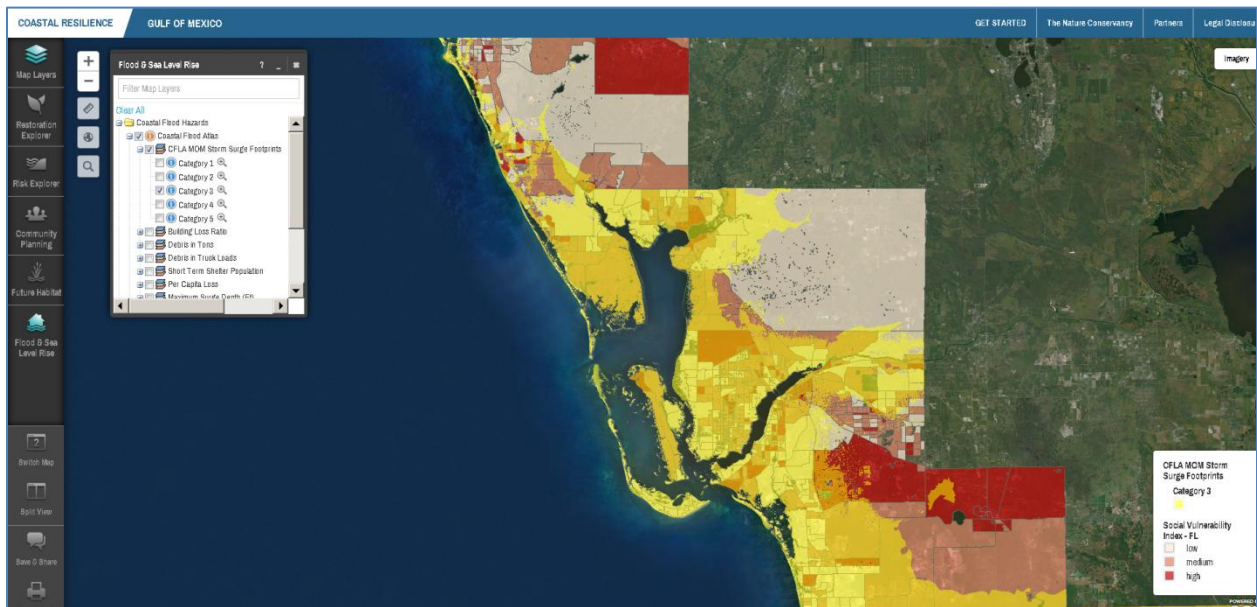 COASTAL RESILIENCE
GULF OF MEXICO
GET STARTED
The Nature Conservancy
Partners
Legal Disclosu
Map Layers
Restoration
Explorer
Risk Explorer
Community
Planning
Future Habitat
Flood & Sea
Level Rise
Switch Map
Split View
Save & Share
+
−
Flood & Sea Level Rise ? _
Filter Map Layers
Clear All
Coastal Flood Hazards
Coastal Flood Atlas
CFLA MOM Storm Surge Footprints
Category 1
Category 2
Category 3
Category 4
Category 5
Building Loss Ratio
Debris in Tons
Debris in Truck Loads
Short Term Shelter Population
Per Capita Loss
Maximum Surge Depth (Ft)
Imagery
CFLA MOM Storm
Surge Footprints
Category 3
Social Vulnerability
Index - FL
low
medium
high
POWERED